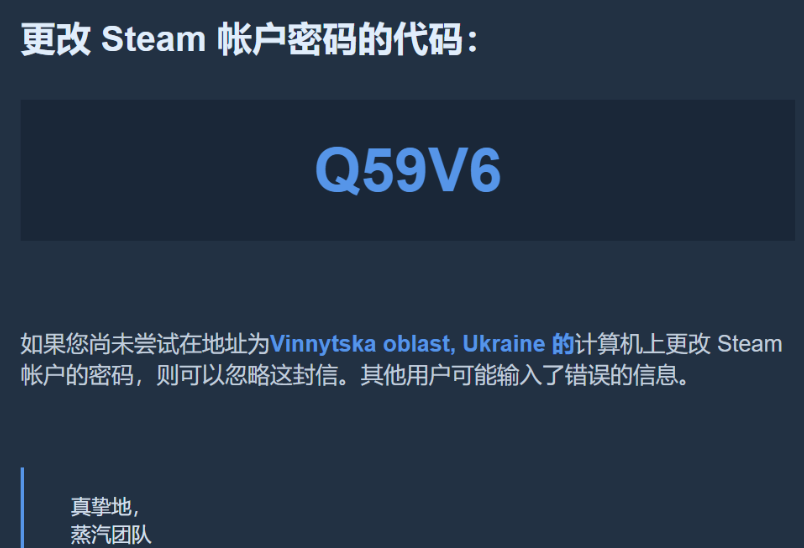 更改 Steam 帐户密码的代码：
Q59V6
如果您尚未尝试在地址为Vinnytska oblast, Ukraine 的计算机上更改 Steam
帐户的密码，则可以忽略这封信。其他用户可能输入了错误的信息。
真挚地，
蒸汽团队